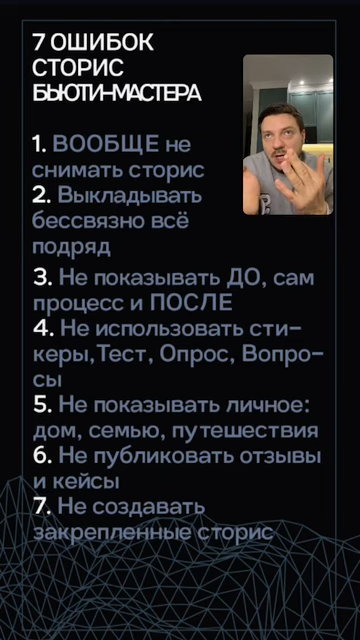 7 ОШИБОК
СТОРИС
БЬЮТИ-МАСТЕРА
1. ВООБЩЕ не
снимать сторис
2. Выкладывать
бессвязно всё
подряд
3. Не показывать ДО, сам
процесс и ПОСЛЕ
4. Не использовать сти-
керы,Тест, Опрос, Вопро-
сы
5. Не показывать личное:
дом, семью, путешествия
6. Не публиковать отзывы
и кейсы
7. Не создавать
закрепленные сторис